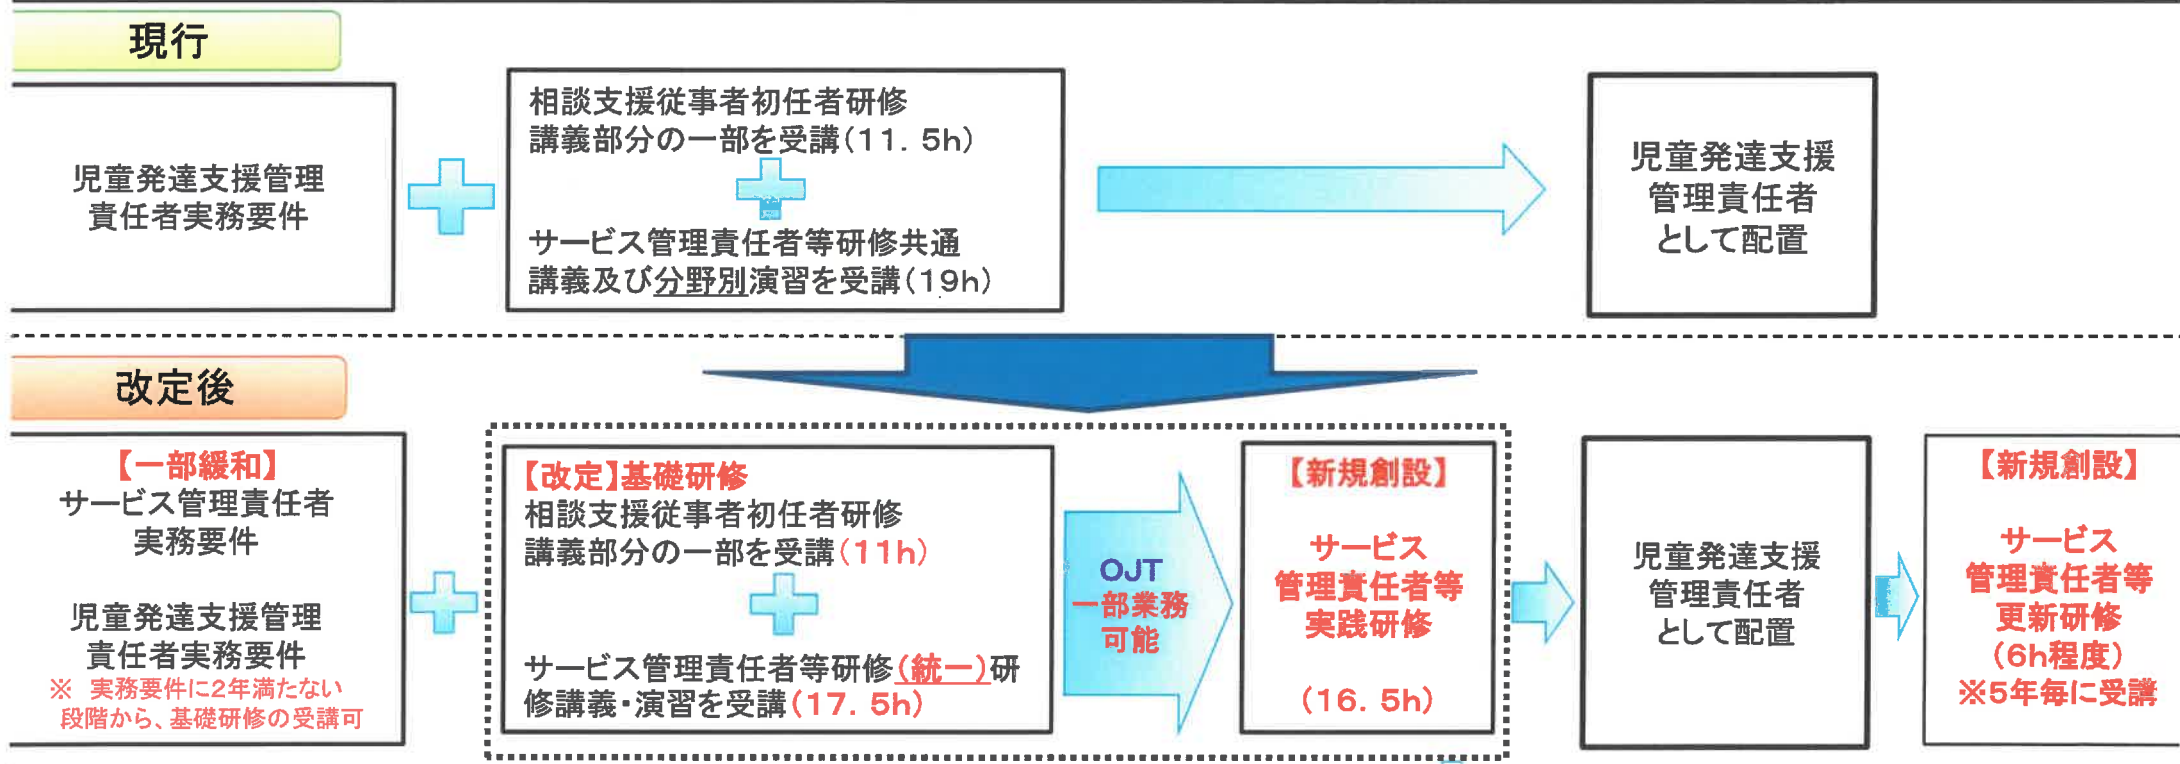 現行
児童発達支援管理
責任者実務要件
相談支援従事者初任者研修
講義部分の一部を受講(11．5h)
サービス管理責任者等研修共通
講義及び分野別演習を受講(19h)
児童発達支援
管理責任者
として配置
改定後
【一部緩和】
サービス管理責任者
実務要件
児童発達支援管理
責任者実務要件
※ 実務要件に2年満たない
段階から、基礎研修の受講可
【改定】基礎研修
相談支援従事者初任者研修
講義部分の一部を受講(11h)
サービス管理責任者等研修(統一)研
修講義・演習を受講(17．5h)
OJT
一部業務
可能
【新規創設】
サービス
管理責任者等
実践研修
(16．5h)
児童発達支援
管理責任者
として配置
【新規創設】
サービス
管理責任者等
更新研修
(6h程度)
※5年毎に受講